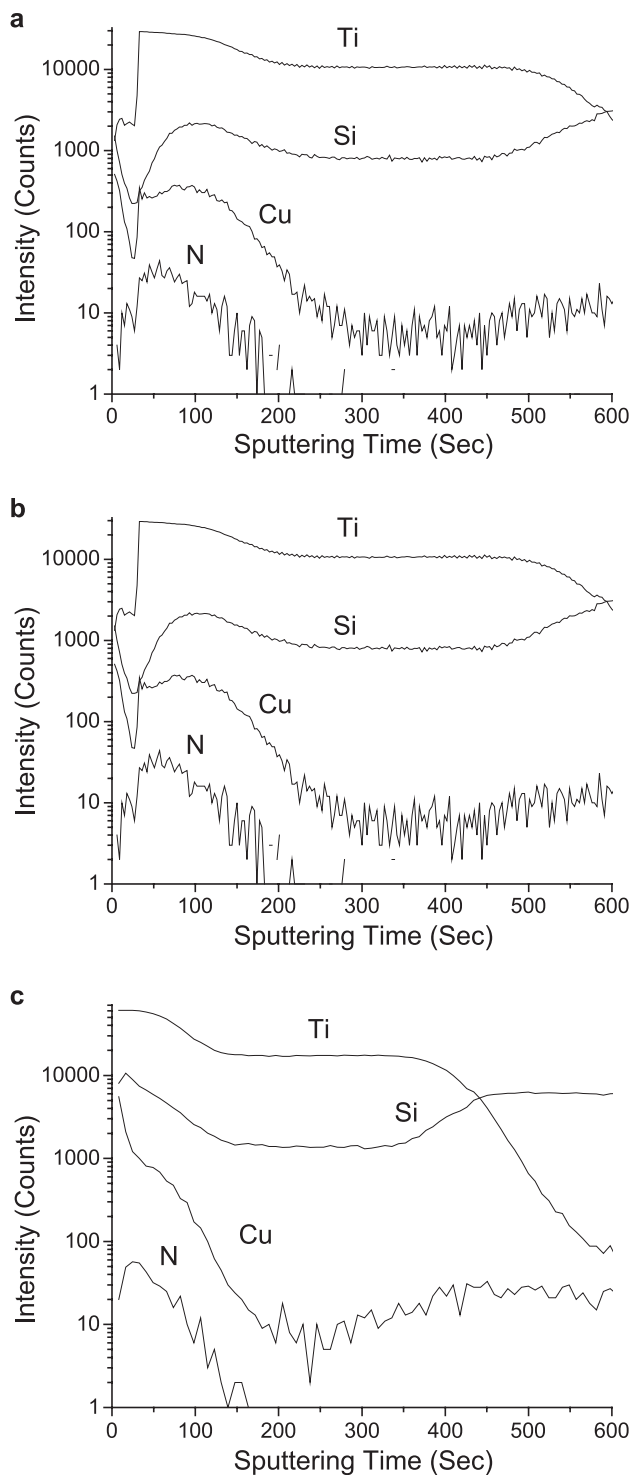 a
Ti
10000
Si
1000
Intensity (Counts)
Cu
100
N
10
1
0 100 200 300 400 500 600
Sputtering Time (Sec)
b
Ti
10000
Si
1000
Intensity (Counts)
Cu
100
N
10
1
0 100 200 300 400 500 600
Sputtering Time (Sec)
c
Ti
10000
Si
1000
Intensity (Counts)
Cu
100
N
10
1
0 100 200 300 400 500 600
Sputtering Time (Sec)